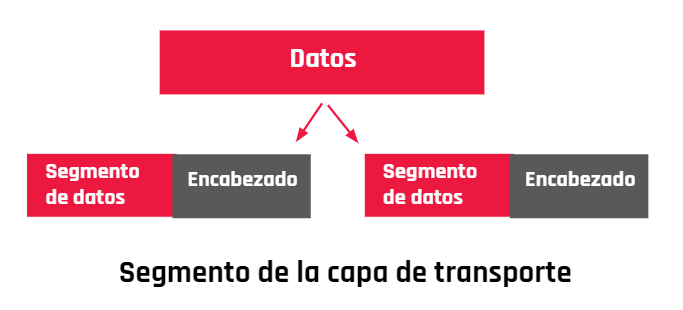 Datos
Segmento
de datos
Encabezado
Segmento
de datos
Encabezado
Segmento de la capa de transporte